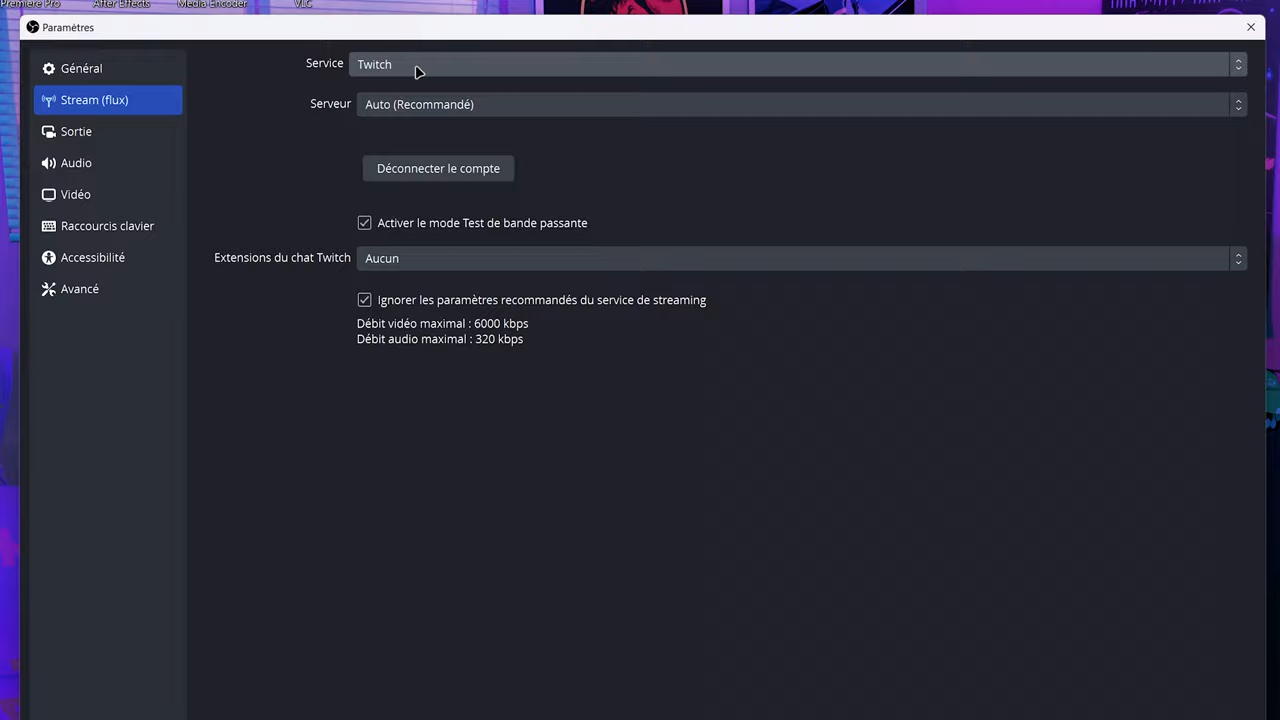 Premiere Pro
After Effects
Media Encoder
VLC
Paramètres
Général
Stream (flux)
Sortie
Audio
Vidéo
Raccourcis clavier
Accessibilité
Avancé
Service
Twitch
Serveur
Auto (Recommandé)
Déconnecter le compte
Activer le mode Test de bande passante
Extensions du chat Twitch
Aucun
Ignorer les paramètres recommandés du service de streaming
Débit vidéo maximal : 6000 kbps
Débit audio maximal : 320 kbps